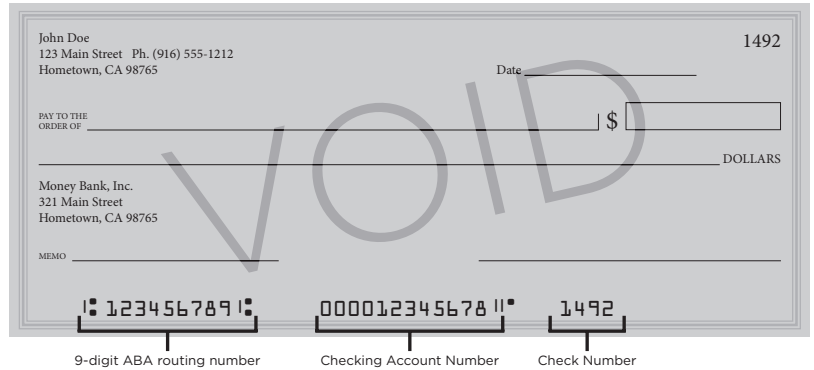 John Doe
123 Main Street Ph. (916) 555-1212
Hometown, CA 98765
1492
Date
PAY TO THE
ORDER OF
$
DOLLARS
VOID
Money Bank, Inc.
321 Main Street
Hometown, CA 98765
MEMO
⑆123456789⑆ 000012345678⑈ 1492
9-digit ABA routing number Checking Account Number Check Number